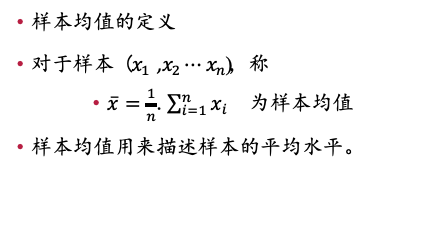 • 样本均值的定义
• 对于样本（x₁ ,x₂ ⋯ xₙ），称
• x̄ = 1/n · ∑ⁿᵢ₌₁ xᵢ 为样本均值
• 样本均值用来描述样本的平均水平。